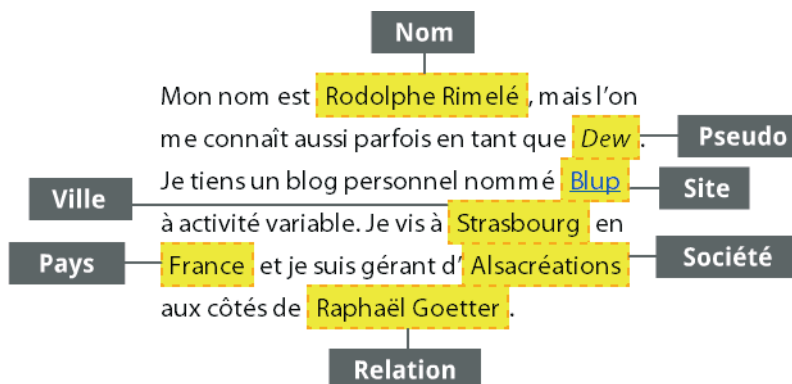 Nom
Mon nom est Rodolphe Rimelé, mais l'on
me connaît aussi parfois en tant que Dew.
Pseudo
Je tiens un blog personnel nommé Blup
Site
Ville
à activité variable. Je vis à Strasbourg en
Pays
France et je suis gérant d'Alsacréations
Société
aux côtés de Raphaël Goetter.
Relation